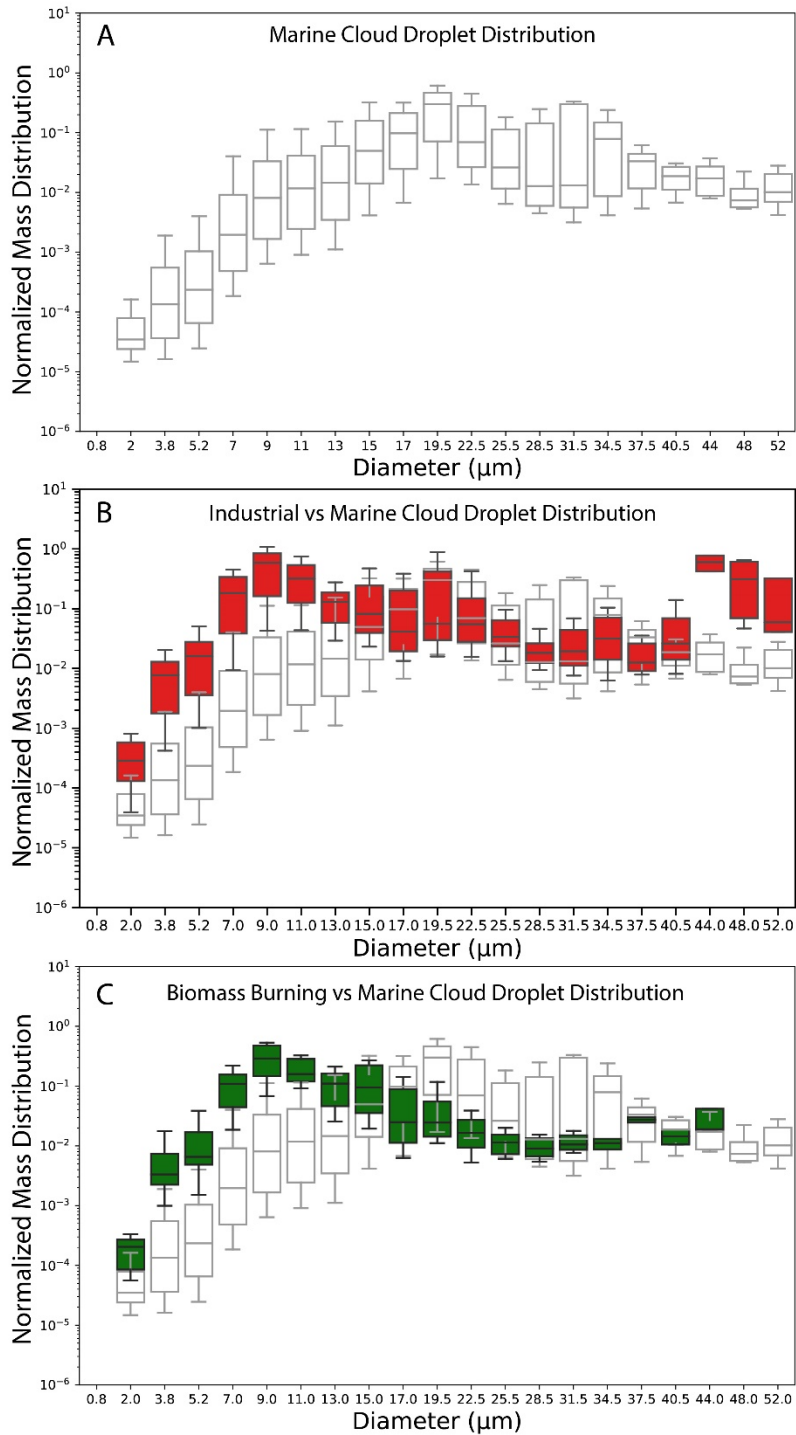 A
Marine Cloud Droplet Distribution
Normalized Mass Distribution
10^1
10^0
10^-1
10^-2
10^-3
10^-4
10^-5
10^-6
0.8 2 3.8 5.2 7 9 11 13 15 17 19.5 22.5 25.5 28.5 31.5 34.5 37.5 40.5 44 48 52
Diameter (μm)
B
Industrial vs Marine Cloud Droplet Distribution
Normalized Mass Distribution
10^1
10^0
10^-1
10^-2
10^-3
10^-4
10^-5
10^-6
0.8 2.0 3.8 5.2 7.0 9.0 11.0 13.0 15.0 17.0 19.5 22.5 25.5 28.5 31.5 34.5 37.5 40.5 44.0 48.0 52.0
Diameter (μm)
C
Biomass Burning vs Marine Cloud Droplet Distribution
Normalized Mass Distribution
10^1
10^0
10^-1
10^-2
10^-3
10^-4
10^-5
10^-6
0.8 2.0 3.8 5.2 7.0 9.0 11.0 13.0 15.0 17.0 19.5 22.5 25.5 28.5 31.5 34.5 37.5 40.5 44.0 48.0 52.0
Diameter (μm)